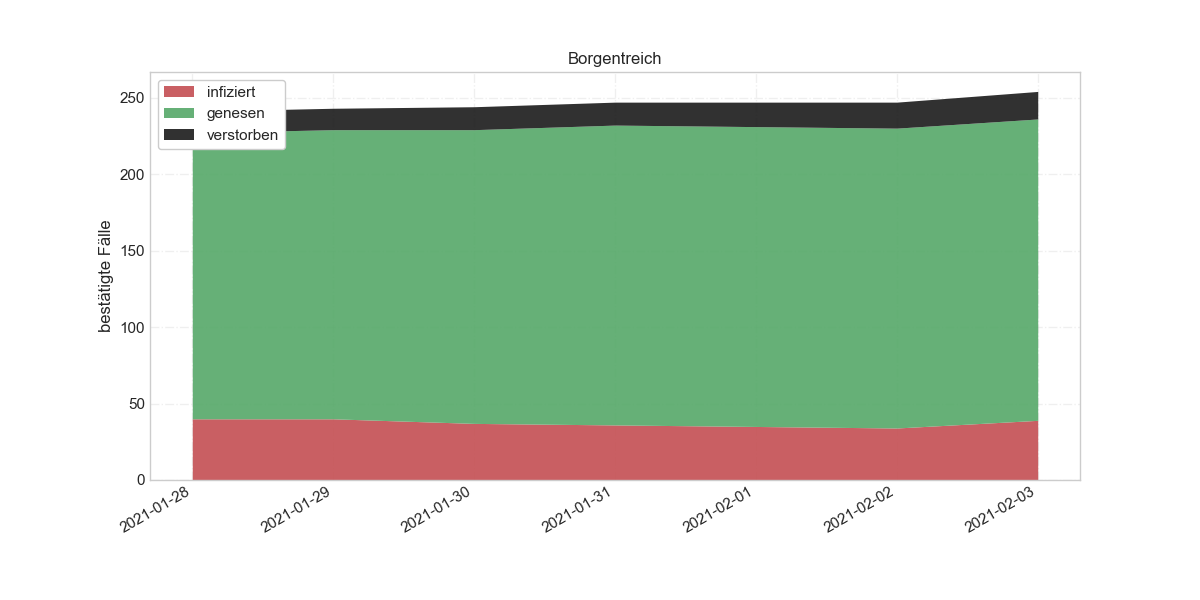 Borgentreich
infiziert
genesen
verstorben
bestätigte Fälle
250
200
150
100
50
0
2021-01-28
2021-01-29
2021-01-30
2021-01-31
2021-02-01
2021-02-02
2021-02-03